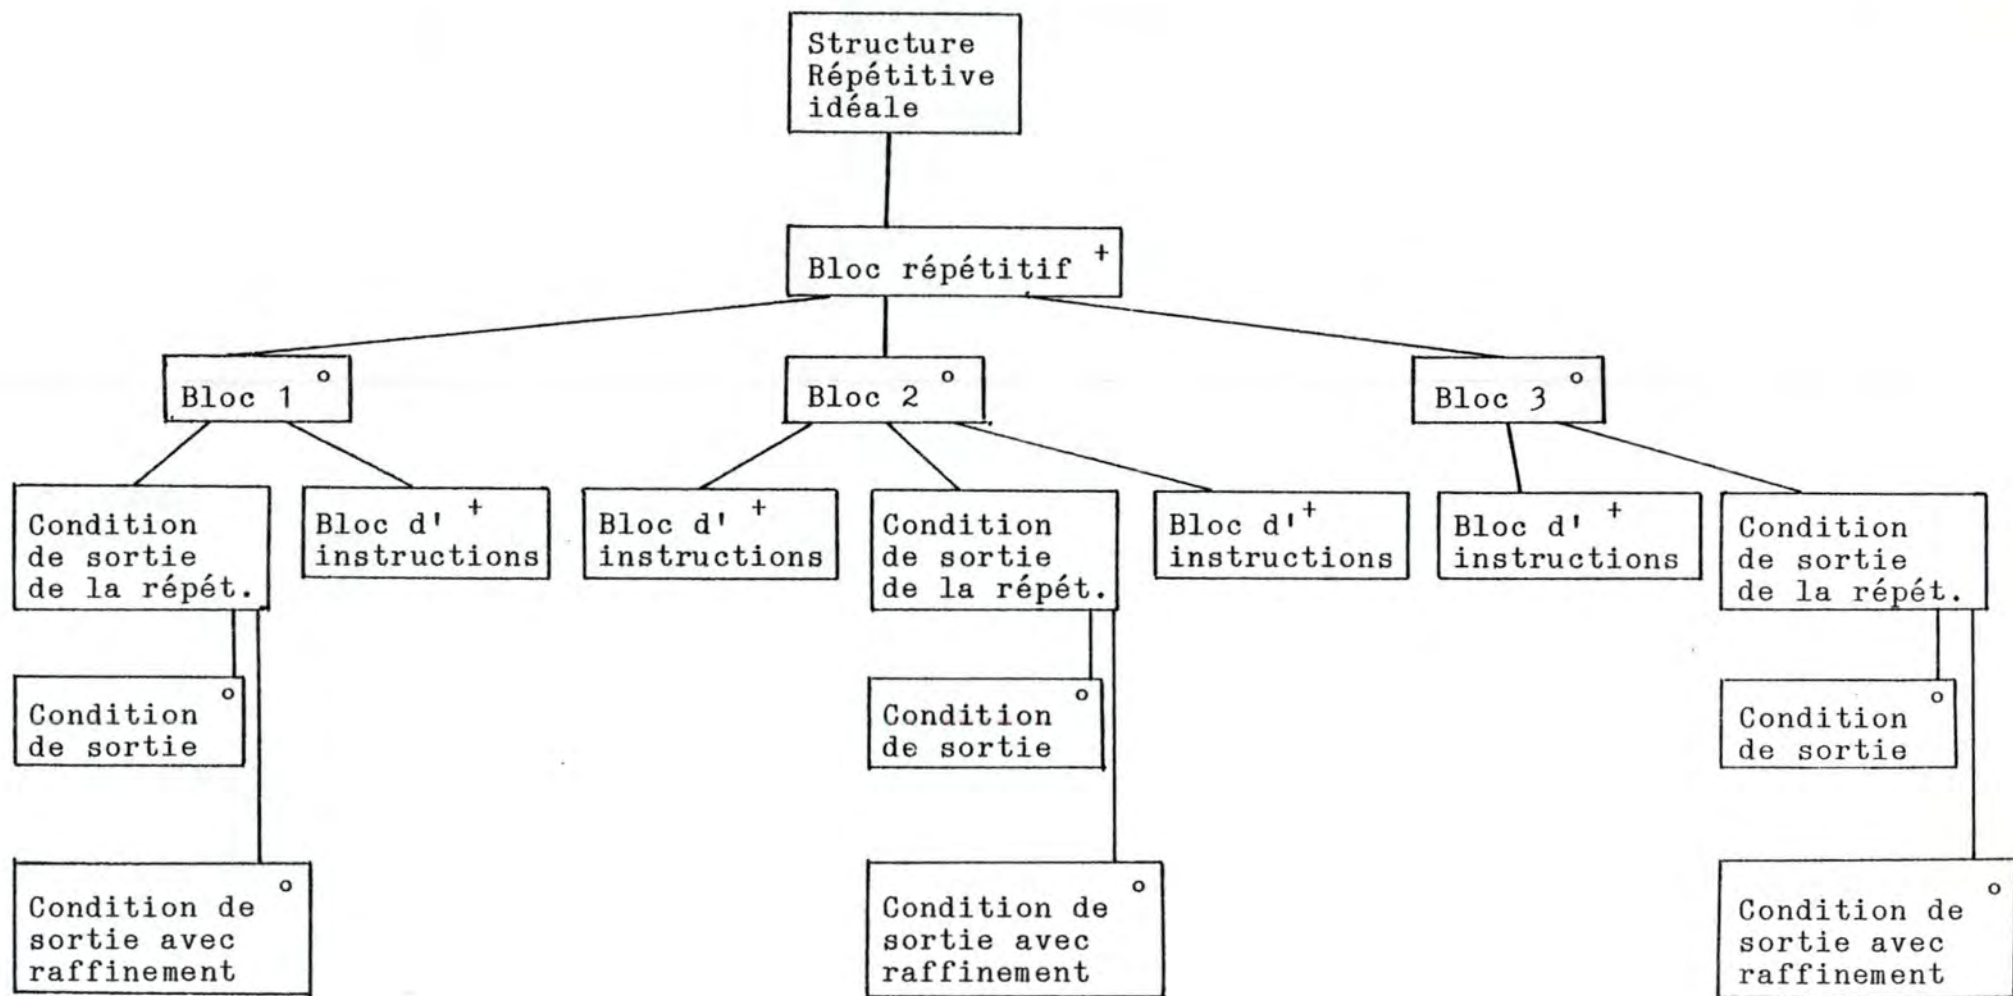 Structure
Répétitive
idéale
Bloc répétitif +
Bloc 1 o
Bloc 2 o
Bloc 3 o
Condition
de sortie
de la répét.
Bloc d' +
instructions
Bloc d' +
instructions
Condition
de sortie
de la répét.
Bloc d' +
instructions
Bloc d' +
instructions
Condition
de sortie
de la répét.
Condition o
de sortie
Condition o
de sortie
Condition o
de sortie
Condition de o
sortie avec
raffinement
Condition de o
sortie avec
raffinement
Condition de o
sortie avec
raffinement